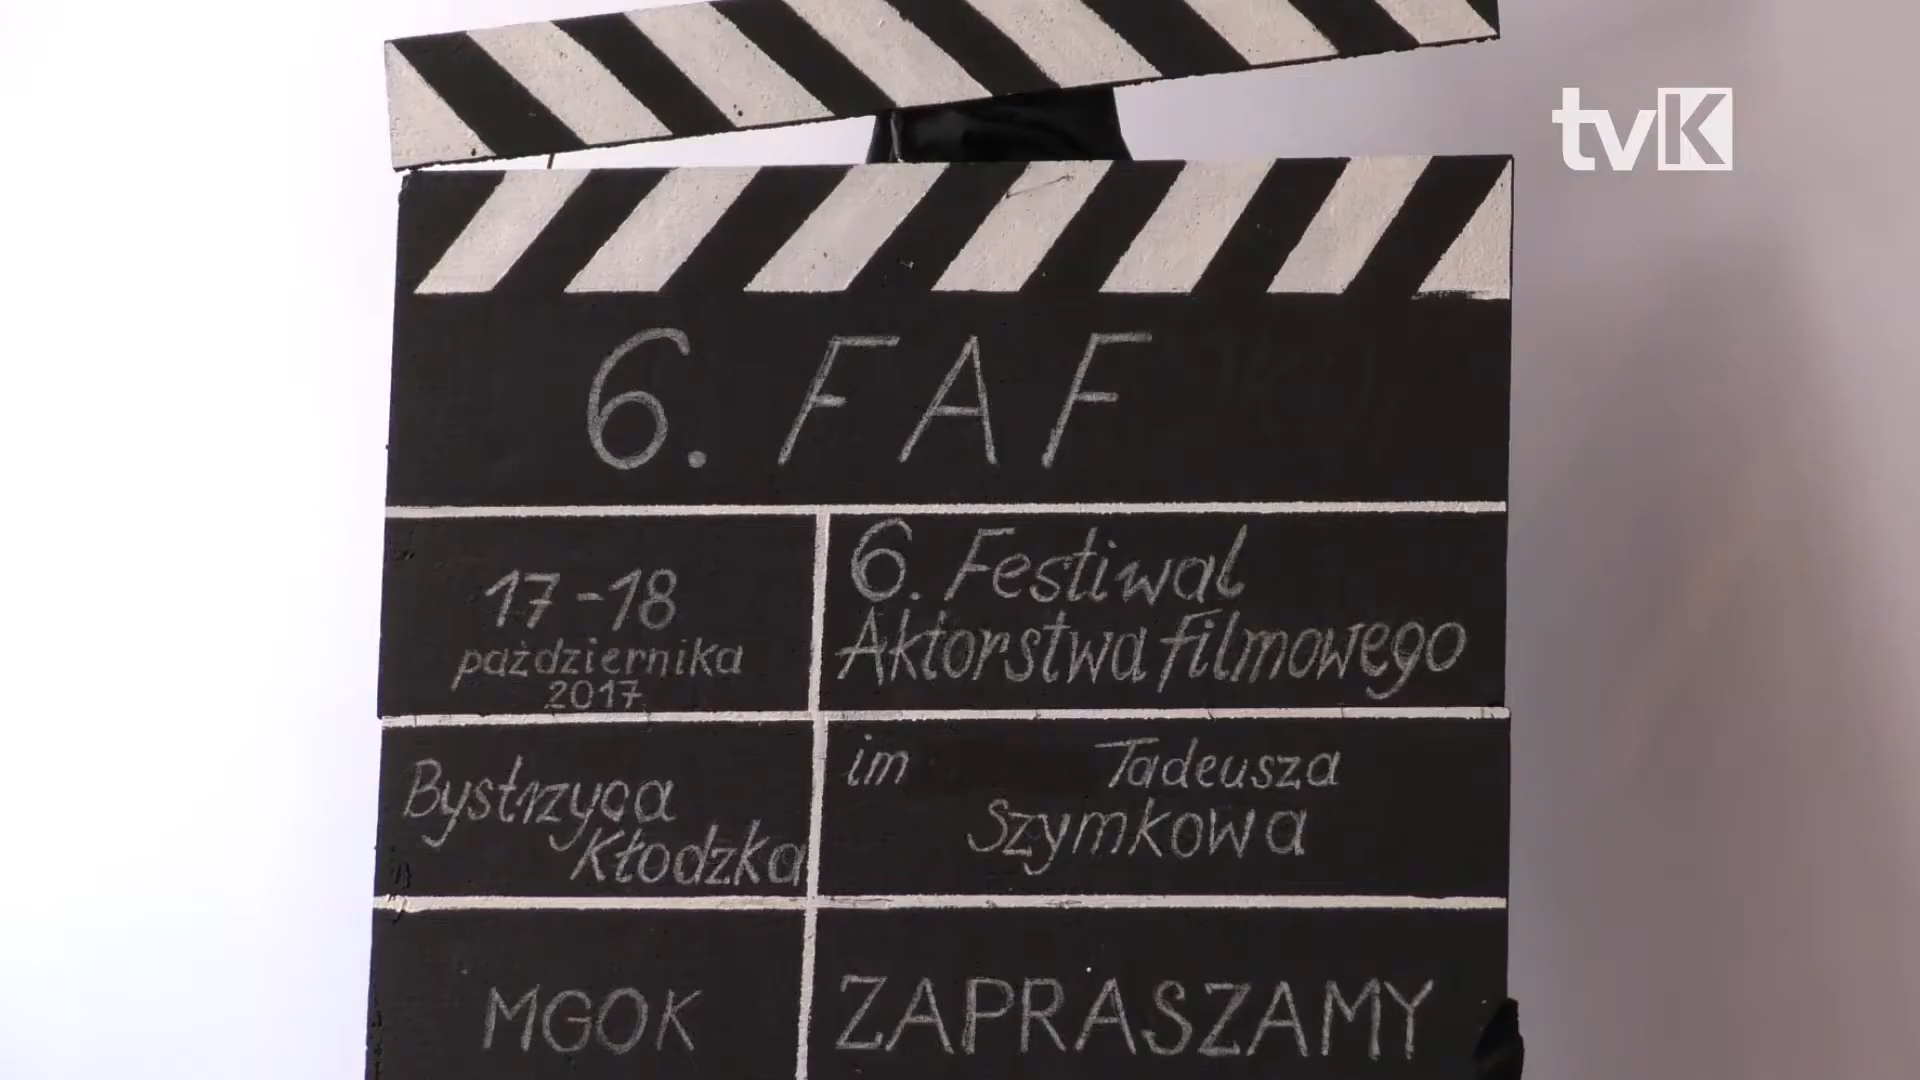 tvK
6. FAF
17-18
października
2017
6. Festiwal
Aktorstwa filmowego
Bystrzyca
Kłodzka
im Tadeusza
Szymkowa
MGOK
ZAPRASZAMY